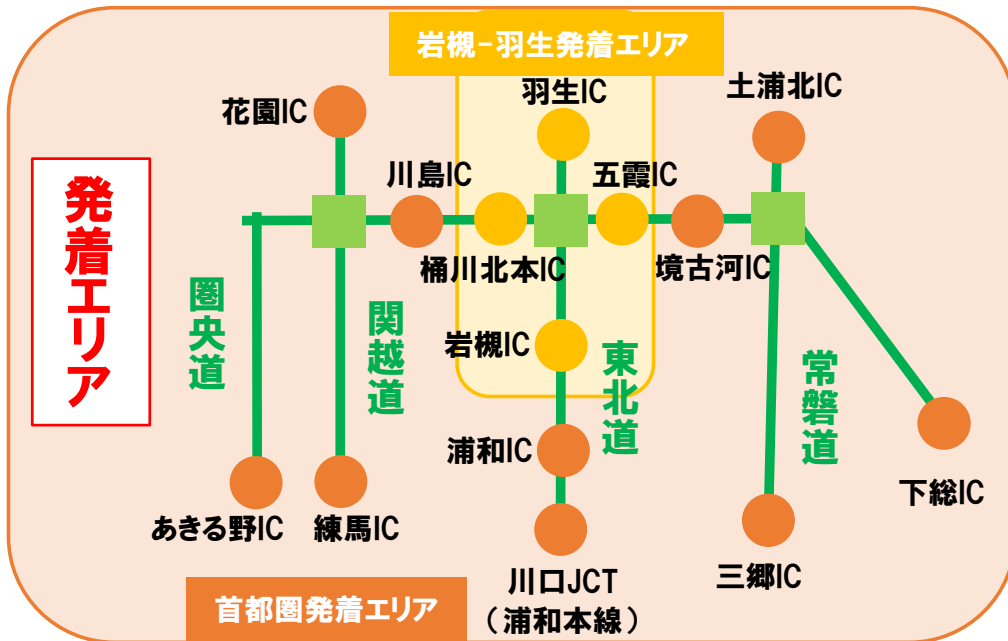 岩槻-羽生発着エリア
羽生IC
土浦北IC
花園IC
川島IC
五霞IC
発着エリア
桶川北本IC
境古河IC
圏央道
関越道
岩槻IC
東北道
常磐道
浦和IC
下総IC
あきる野IC
練馬IC
川口JCT
(浦和本線)
三郷IC
首都圏発着エリア